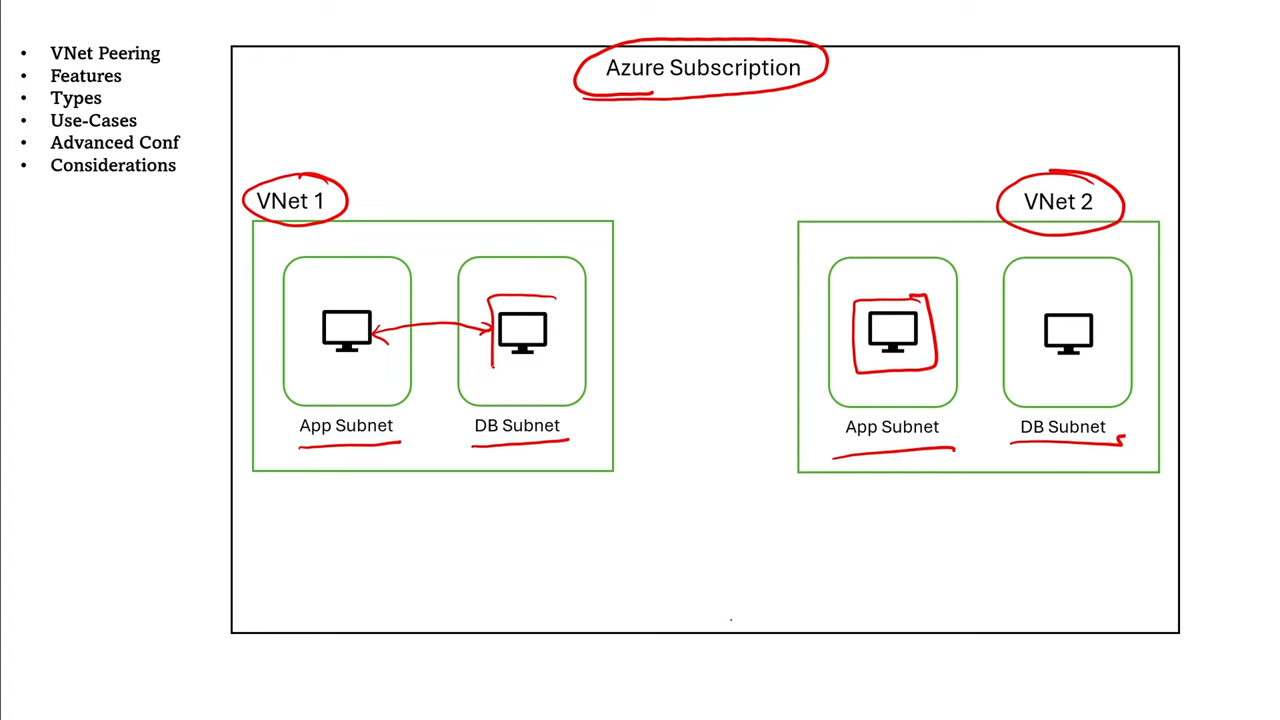 • VNet Peering
• Features
• Types
• Use-Cases
• Advanced Conf
• Considerations
Azure Subscription
VNet 1
VNet 2
App Subnet
DB Subnet
App Subnet
DB Subnet